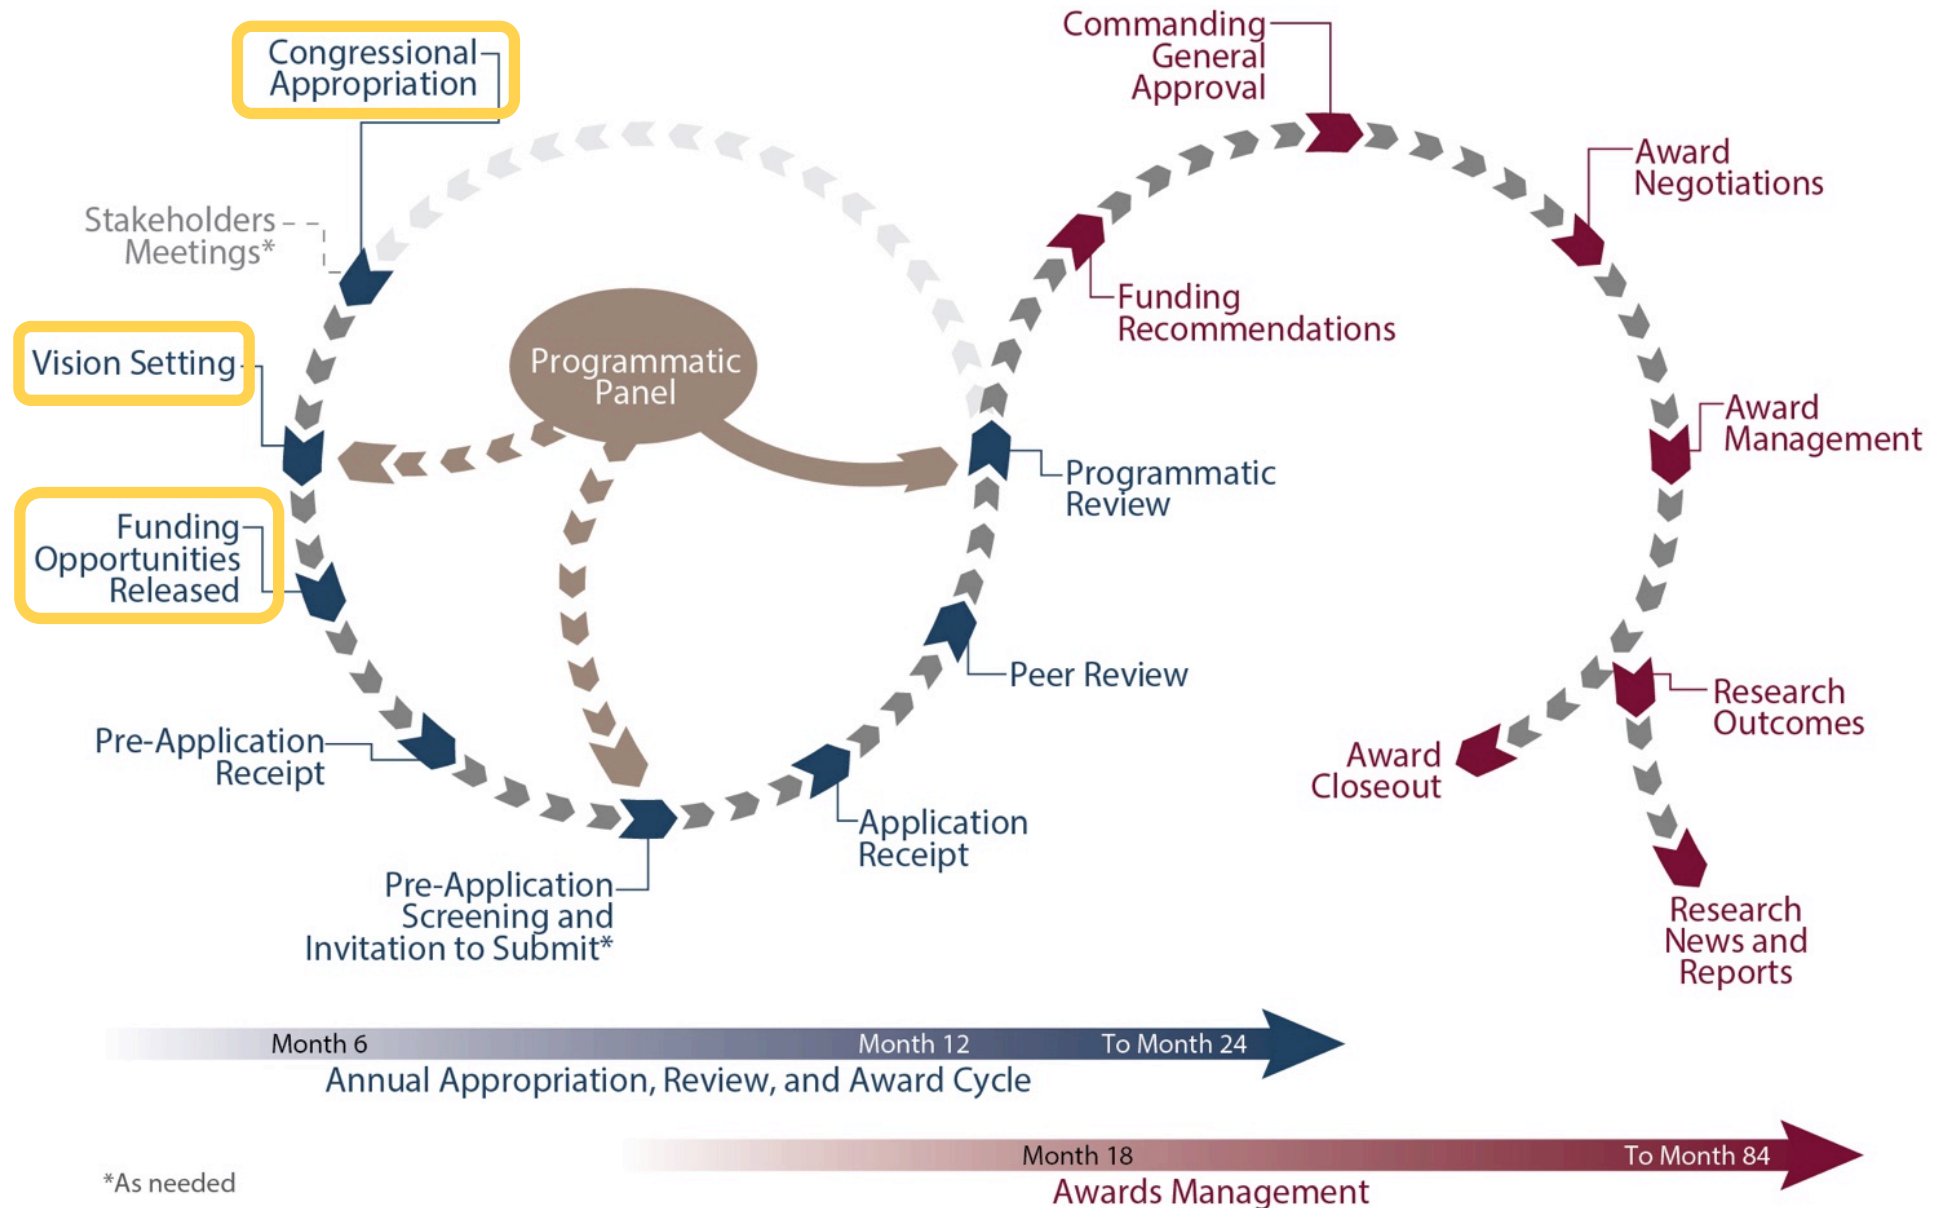 Congressional
Appropriation
Stakeholders
Meetings*
Vision Setting
Funding
Opportunities
Released
Pre-Application
Receipt
Pre-Application
Screening and
Invitation to Submit*
Application
Receipt
Peer Review
Programmatic
Review
Programmatic
Panel
Funding
Recommendations
Commanding
General
Approval
Award
Negotiations
Award
Management
Research
Outcomes
Award
Closeout
Research
News and
Reports
Month 6
Month 12
To Month 24
Annual Appropriation, Review, and Award Cycle
Month 18
To Month 84
Awards Management
*As needed